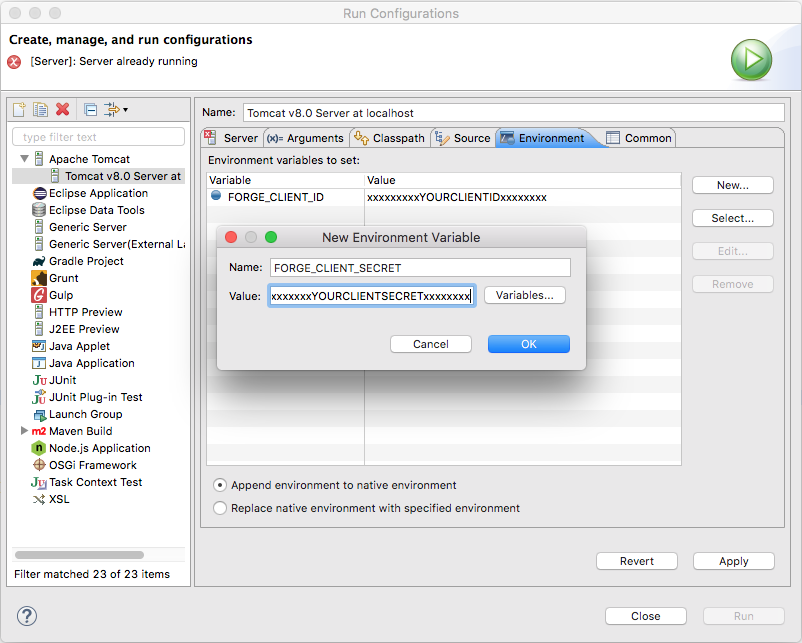 Run Configurations
Create, manage, and run configurations
[Server]: Server already running
type filter text
Apache Tomcat
Tomcat v8.0 Server at
Eclipse Application
Eclipse Data Tools
Generic Server
Generic Server(External La
Gradle Project
Grunt
Gulp
HTTP Preview
J2EE Preview
Java Applet
Java Application
JUnit
JUnit Plug-in Test
Launch Group
Maven Build
Node.js Application
OSGi Framework
Task Context Test
XSL
Filter matched 23 of 23 items
Name: Tomcat v8.0 Server at localhost
Server (x)= Arguments Classpath Source Environment Common
Environment variables to set:
Variable Value
FORGE_CLIENT_ID xxxxxxxxxYOURCLIENTIDxxxxxxxx
New...
Select...
Edit...
Remove
New Environment Variable
Name: FORGE_CLIENT_SECRET
Value: xxxxxxxYOURCLIENTSECRETxxxxxxxx Variables...
Cancel OK
Append environment to native environment
Replace native environment with specified environment
Revert Apply
? Close Run